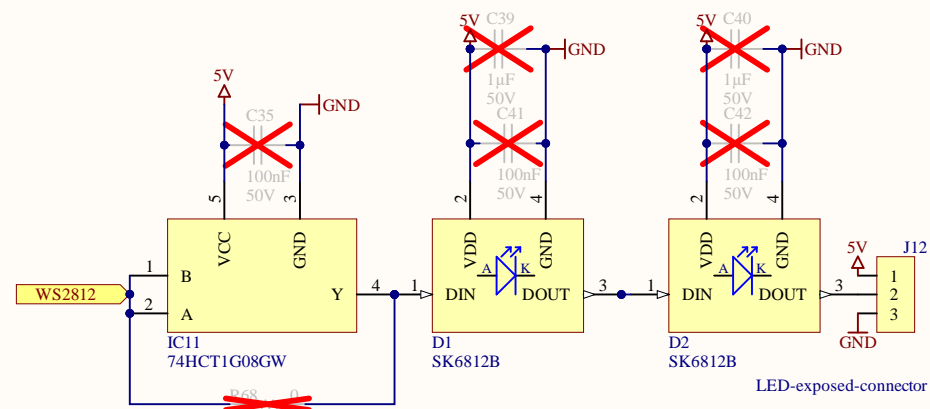 5V
C39
GND
1µF
50V
C41
100nF
50V
2
4
VDD
GND
A
K
1
DIN
DOUT
3
D1
SK6812B
5V
C40
GND
1µF
50V
C42
100nF
50V
2
4
VDD
GND
A
K
1
DIN
DOUT
3
D2
SK6812B
5V
GND
C35
100nF
50V
5
3
VCC
GND
WS2812
1
B
2
A
Y
4
IC11
74HCT1G08GW
R68
0
5V
J12
1
2
3
GND
LED-exposed-connector